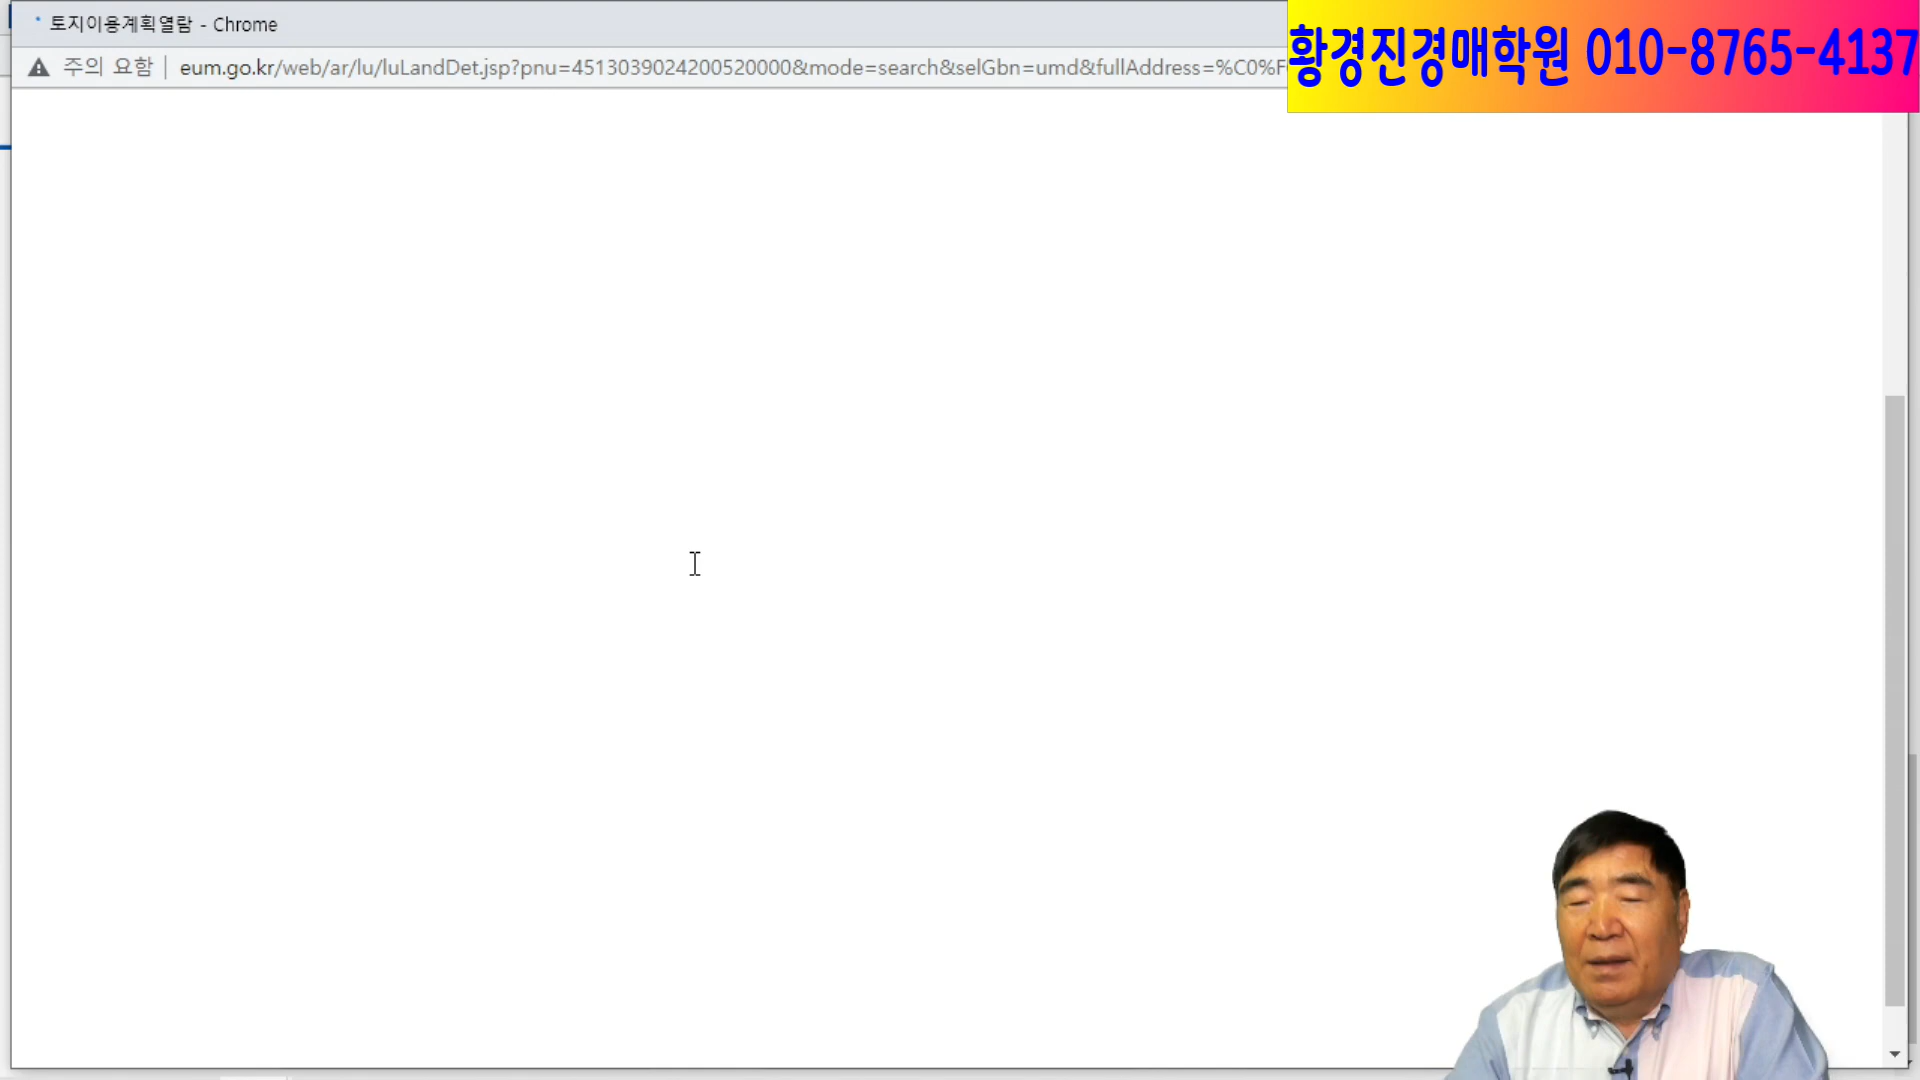 토지이용계획열람 - Chrome
주의 요함 eum.go.kr/web/ar/lu/luLandDet.jsp?pnu=4513039024200520000&mode=search&selGbn=umd&fullAddress=%C0%F
황경진경매학원 010-8765-4137